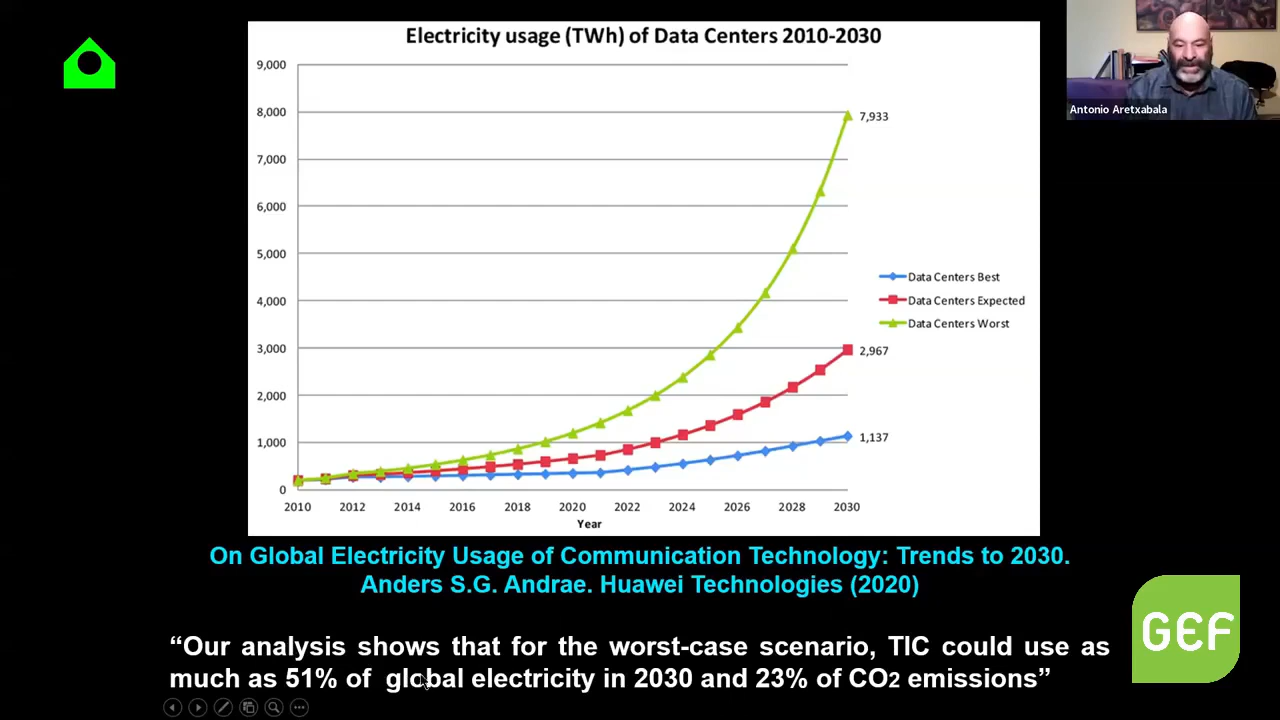 Electricity usage (TWh) of Data Centers 2010-2030
9,000
8,000
7,000
6,000
5,000
4,000
3,000
2,000
1,000
0
7,933
2,967
1,137
Data Centers Best
Data Centers Expected
Data Centers Worst
2010 2012 2014 2016 2018 2020 2022 2024 2026 2028 2030
Year
Antonio Aretxabala
On Global Electricity Usage of Communication Technology: Trends to 2030.
Anders S.G. Andrae. Huawei Technologies (2020)
“Our analysis shows that for the worst-case scenario, TIC could use as
much as 51% of global electricity in 2030 and 23% of CO2 emissions”
GEF